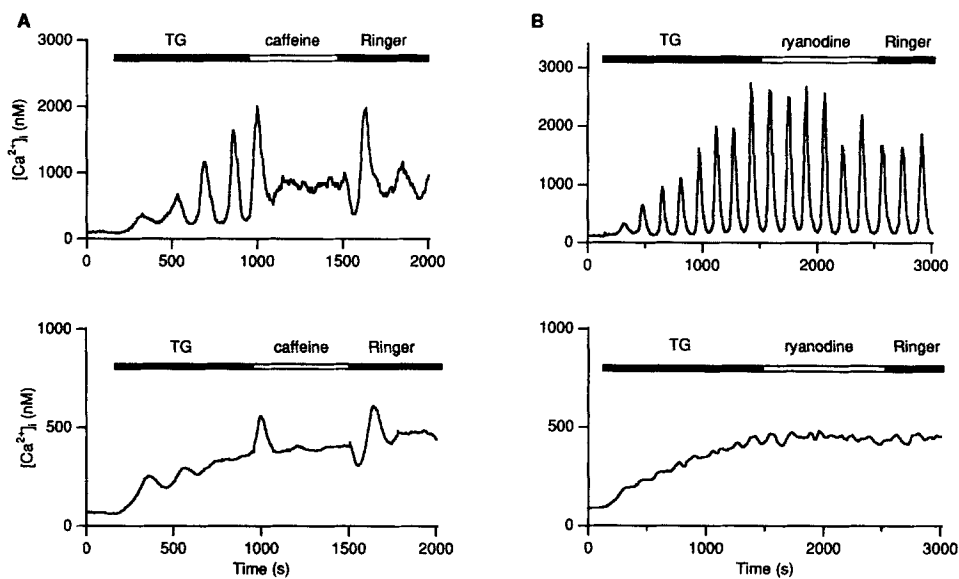 A
TG caffeine Ringer
3000
2000
1000
0
[Ca²⁺]ᵢ (nM)
0 500 1000 1500 2000
TG caffeine Ringer
1000
500
0
[Ca²⁺]ᵢ (nM)
0 500 1000 1500 2000
Time (s)
B
TG ryanodine Ringer
3000
2000
1000
0
0 1000 2000 3000
TG ryanodine Ringer
1000
500
0
0 1000 2000 3000
Time (s)